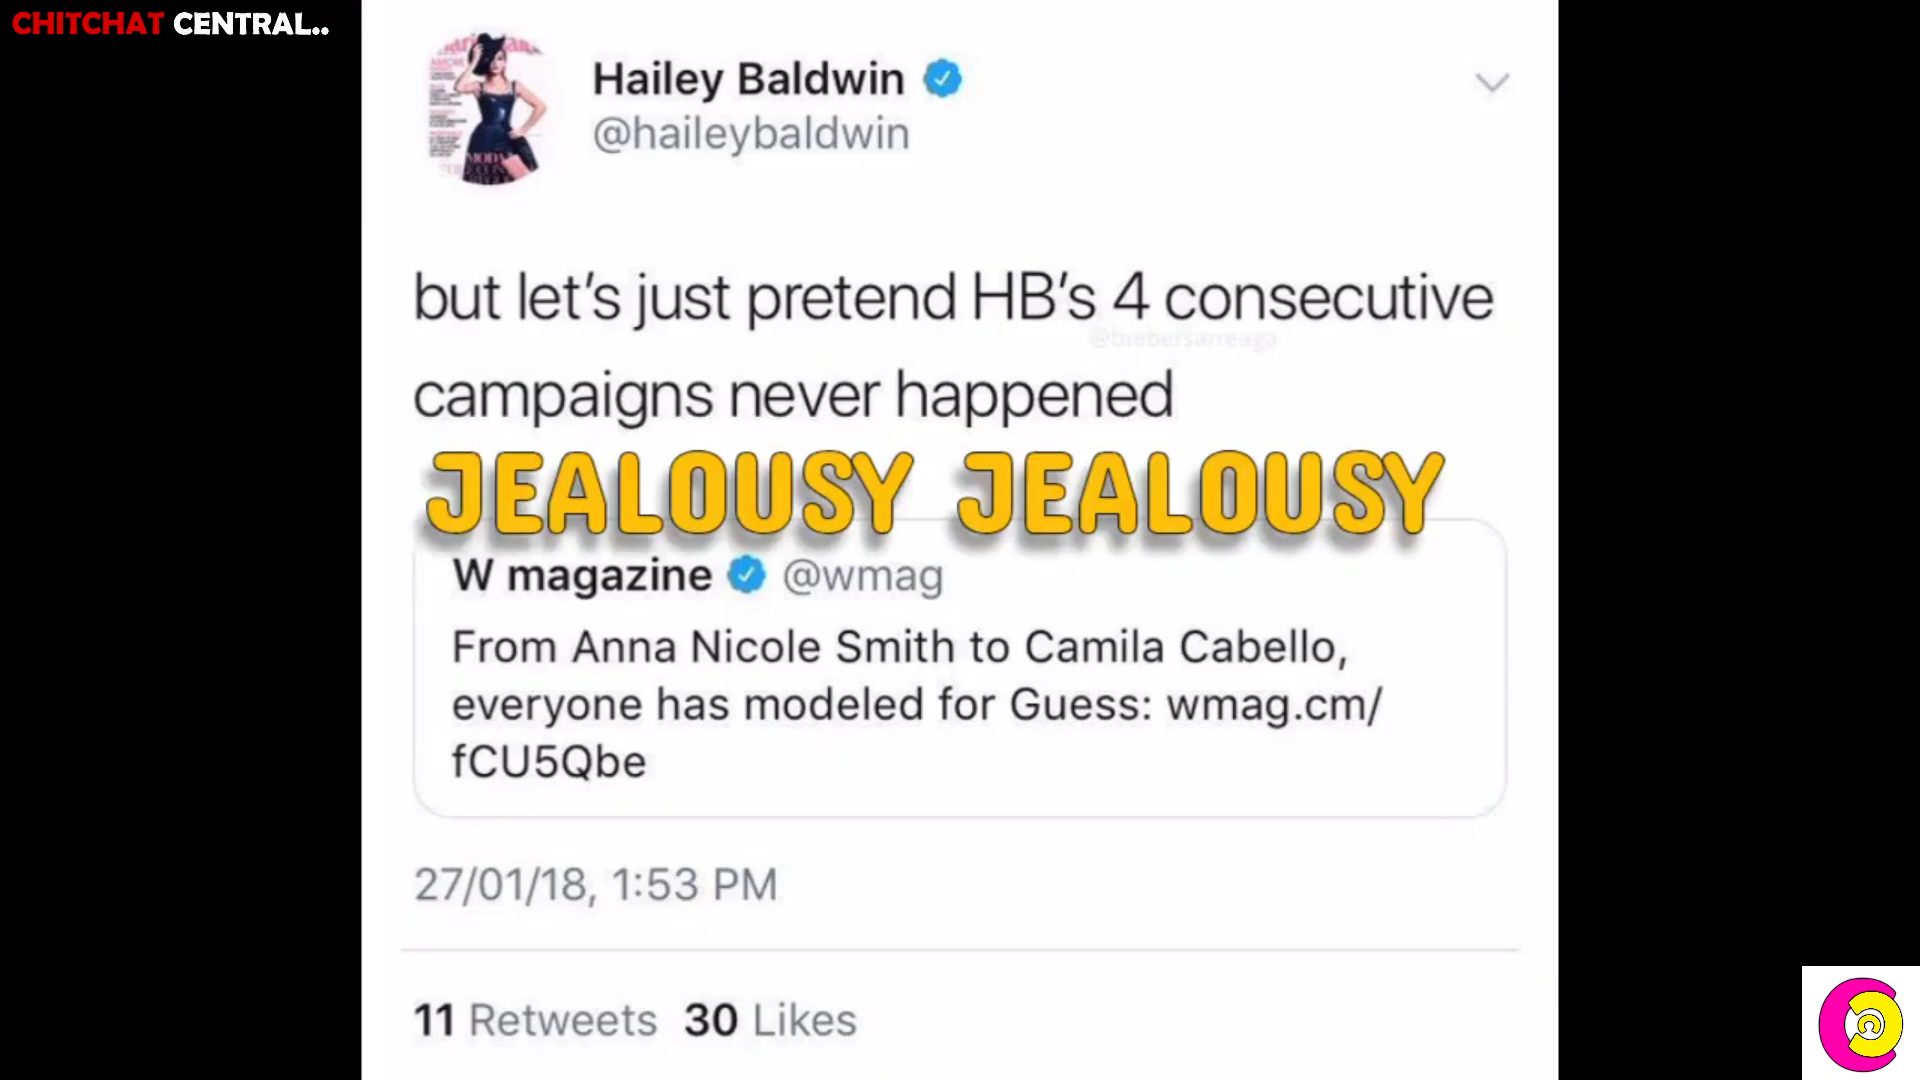 CHITCHAT CENTRAL..
Hailey Baldwin
@haileybaldwin
but let's just pretend HB's 4 consecutive
campaigns never happened
JEALOUSY JEALOUSY
W magazine @wmag
From Anna Nicole Smith to Camila Cabello,
everyone has modeled for Guess: wmag.cm/
fCU5Qbe
27/01/18, 1:53 PM
11 Retweets 30 Likes